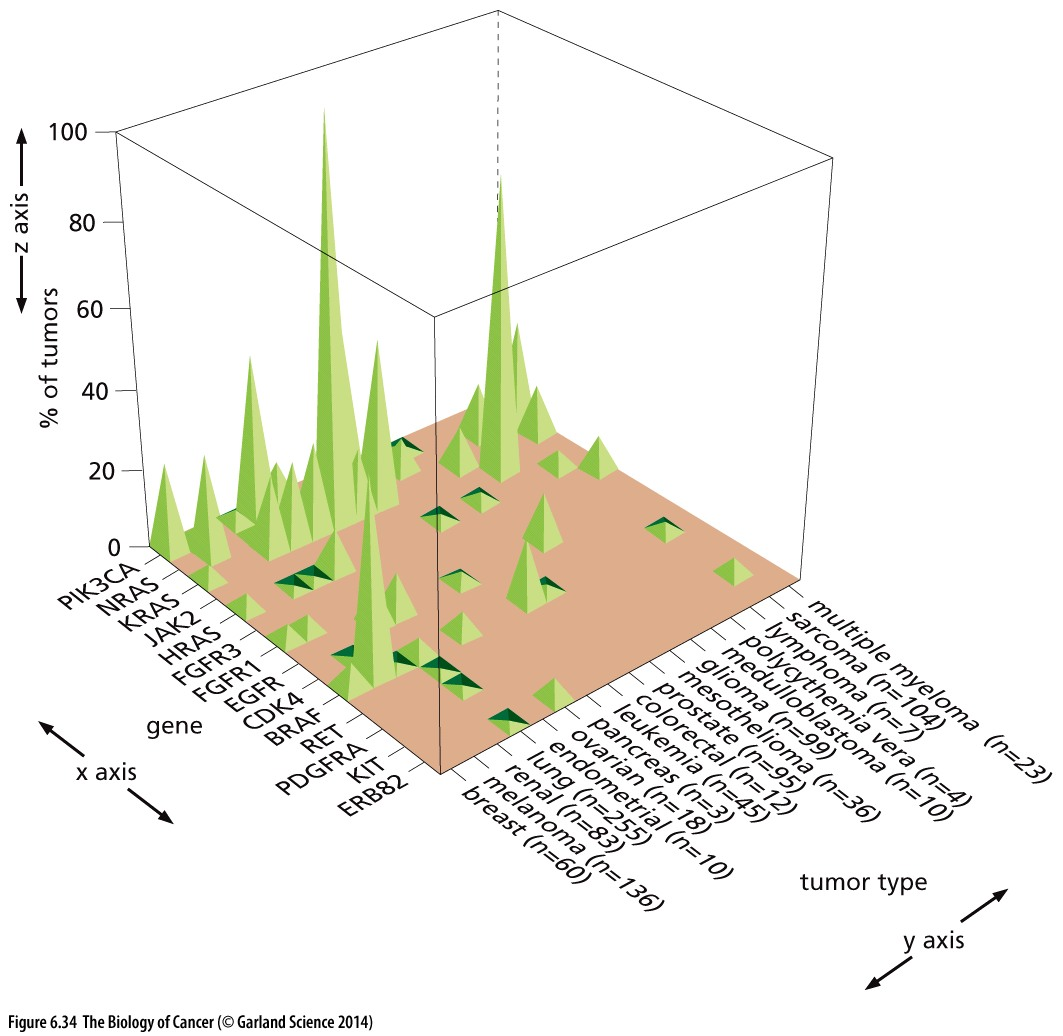 100
80
60
40
20
0
z axis
% of tumors
PIK3CA
NRAS
KRAS
JAK2
HRAS
FGFR3
FGFR1
EGFR
CDK4
BRAF
RET
PDGFRA
KIT
ERB82
gene
x axis
multiple myeloma (n=23)
sarcoma (n=104)
lymphoma (n=7)
polycythemia vera (n=4)
medulloblastoma (n=10)
glioma (n=99)
mesothelioma (n=36)
prostate (n=95)
colorectal (n=12)
leukemia (n=45)
pancreas (n=3)
ovarian (n=18)
endometrial (n=10)
lung (n=255)
renal (n=83)
melanoma (n=136)
breast (n=60)
tumor type
y axis
Figure 6.34 The Biology of Cancer (© Garland Science 2014)